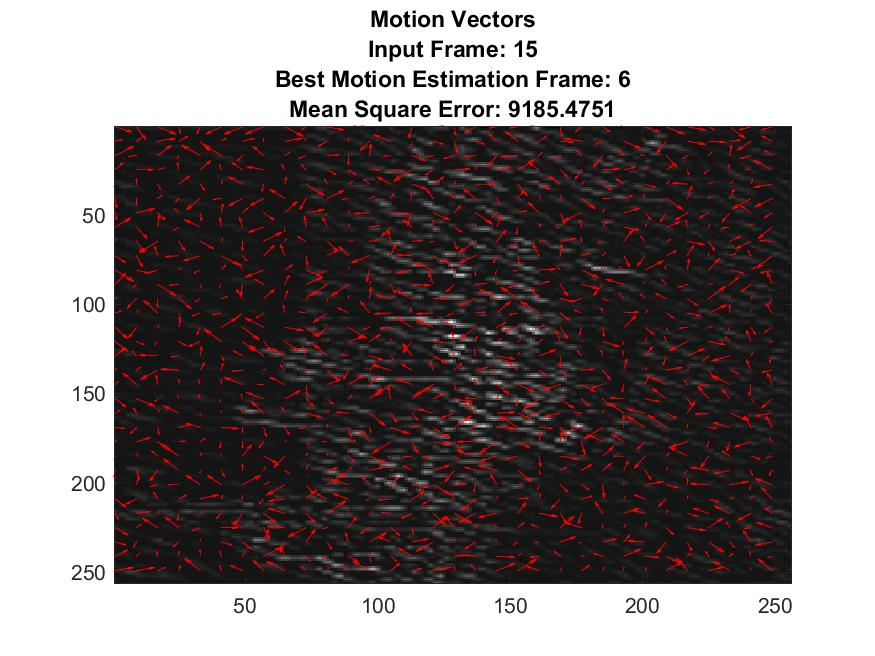 Motion Vectors
Input Frame: 15
Best Motion Estimation Frame: 6
Mean Square Error: 9185.4751
50
100
150
200
250
50 100 150 200 250